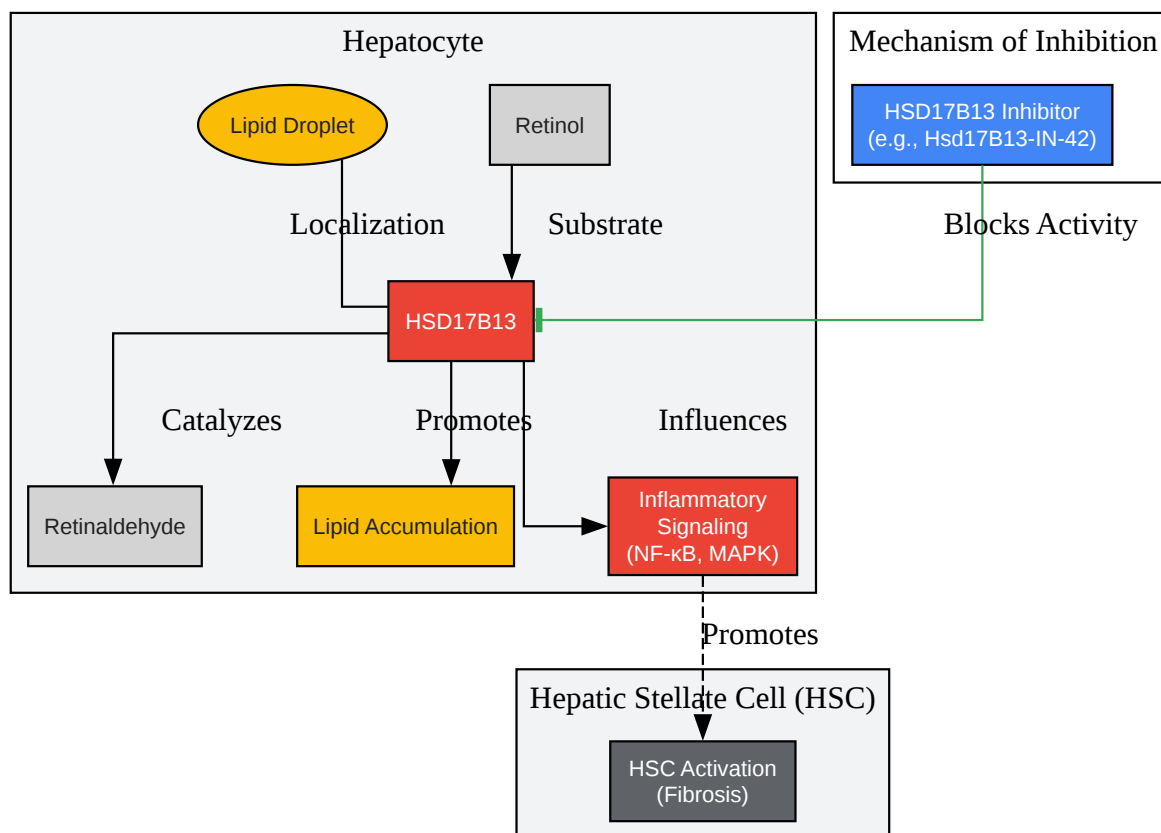 Hepatocyte
Mechanism of Inhibition
Lipid Droplet
Retinol
HSD17B13 Inhibitor
(e.g., Hsd17B13-IN-42)
Localization
Substrate
Blocks Activity
HSD17B13
Catalyzes
Promotes
Influences
Retinaldehyde
Lipid Accumulation
Inflammatory
Signaling
(NF-κB, MAPK)
Promotes
Hepatic Stellate Cell (HSC)
HSC Activation
(Fibrosis)